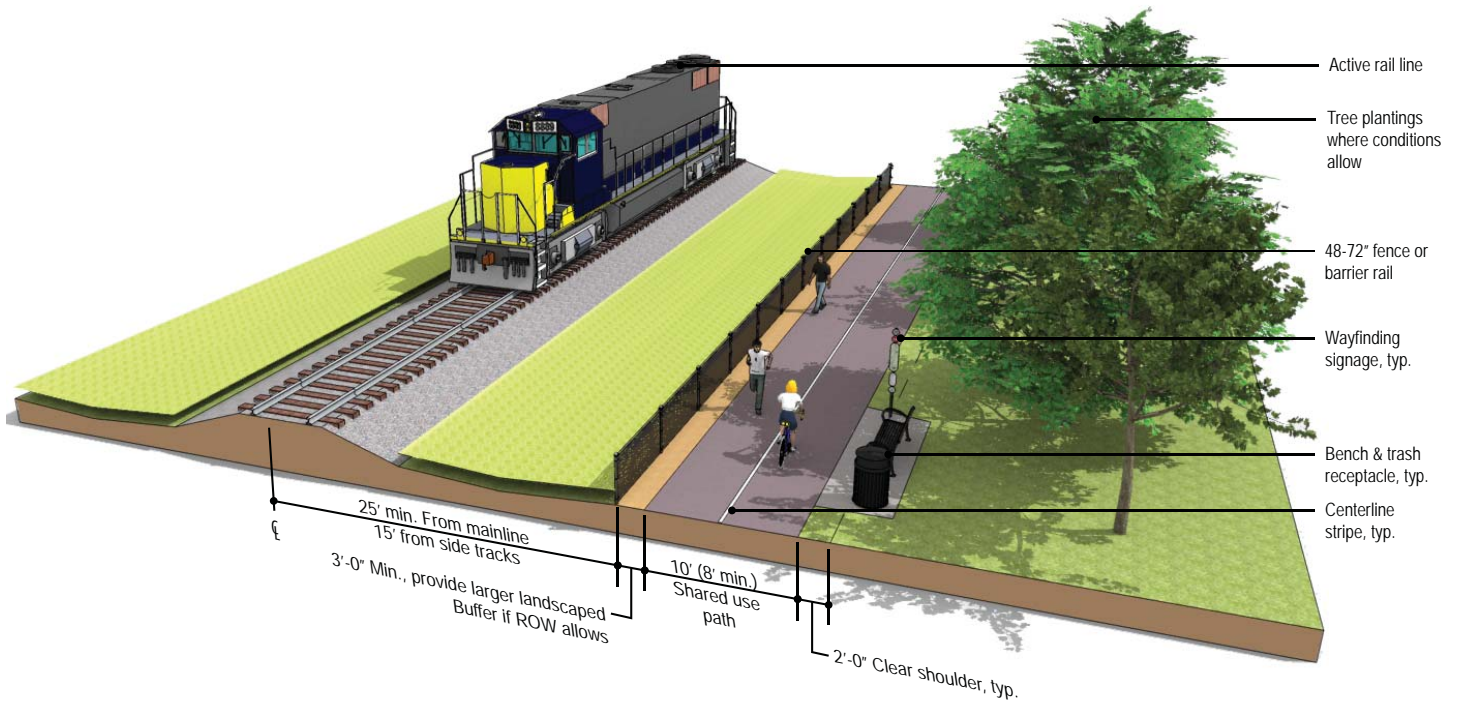 Active rail line
Tree plantings
where conditions
allow
48-72" fence or
barrier rail
Wayfinding
signage, typ.
Bench & trash
receptacle, typ.
Centerline
stripe, typ.
℄
25' min. From mainline
15' from side tracks
3'-0" Min., provide larger landscaped
Buffer if ROW allows
10' (8' min.)
Shared use
path
2'-0" Clear shoulder, typ.